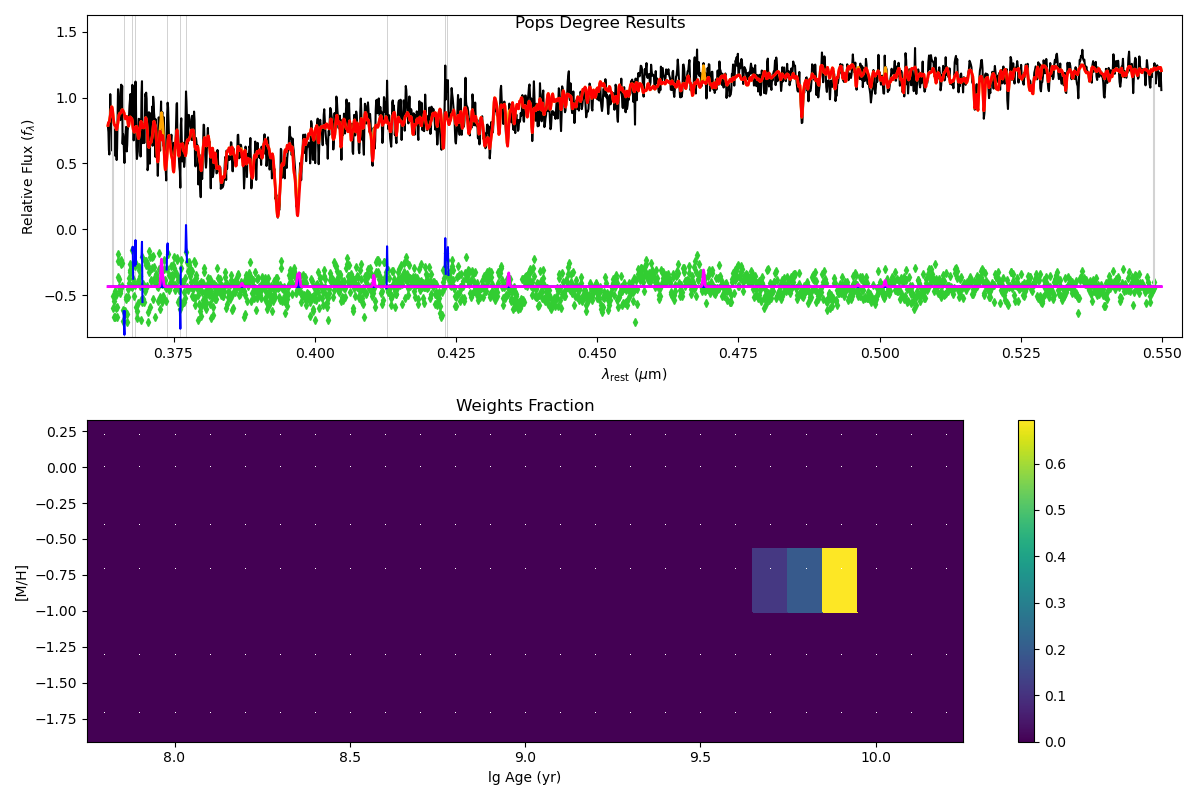 Pops Degree Results
1.5
1.0
0.5
0.0
−0.5
Relative Flux (fλ)
0.375 0.400 0.425 0.450 0.475 0.500 0.525 0.550
λrest (μm)
Weights Fraction
0.25
0.00
−0.25
−0.50
−0.75
−1.00
−1.25
−1.50
−1.75
[M/H]
8.0 8.5 9.0 9.5 10.0
lg Age (yr)
0.6
0.5
0.4
0.3
0.2
0.1
0.0